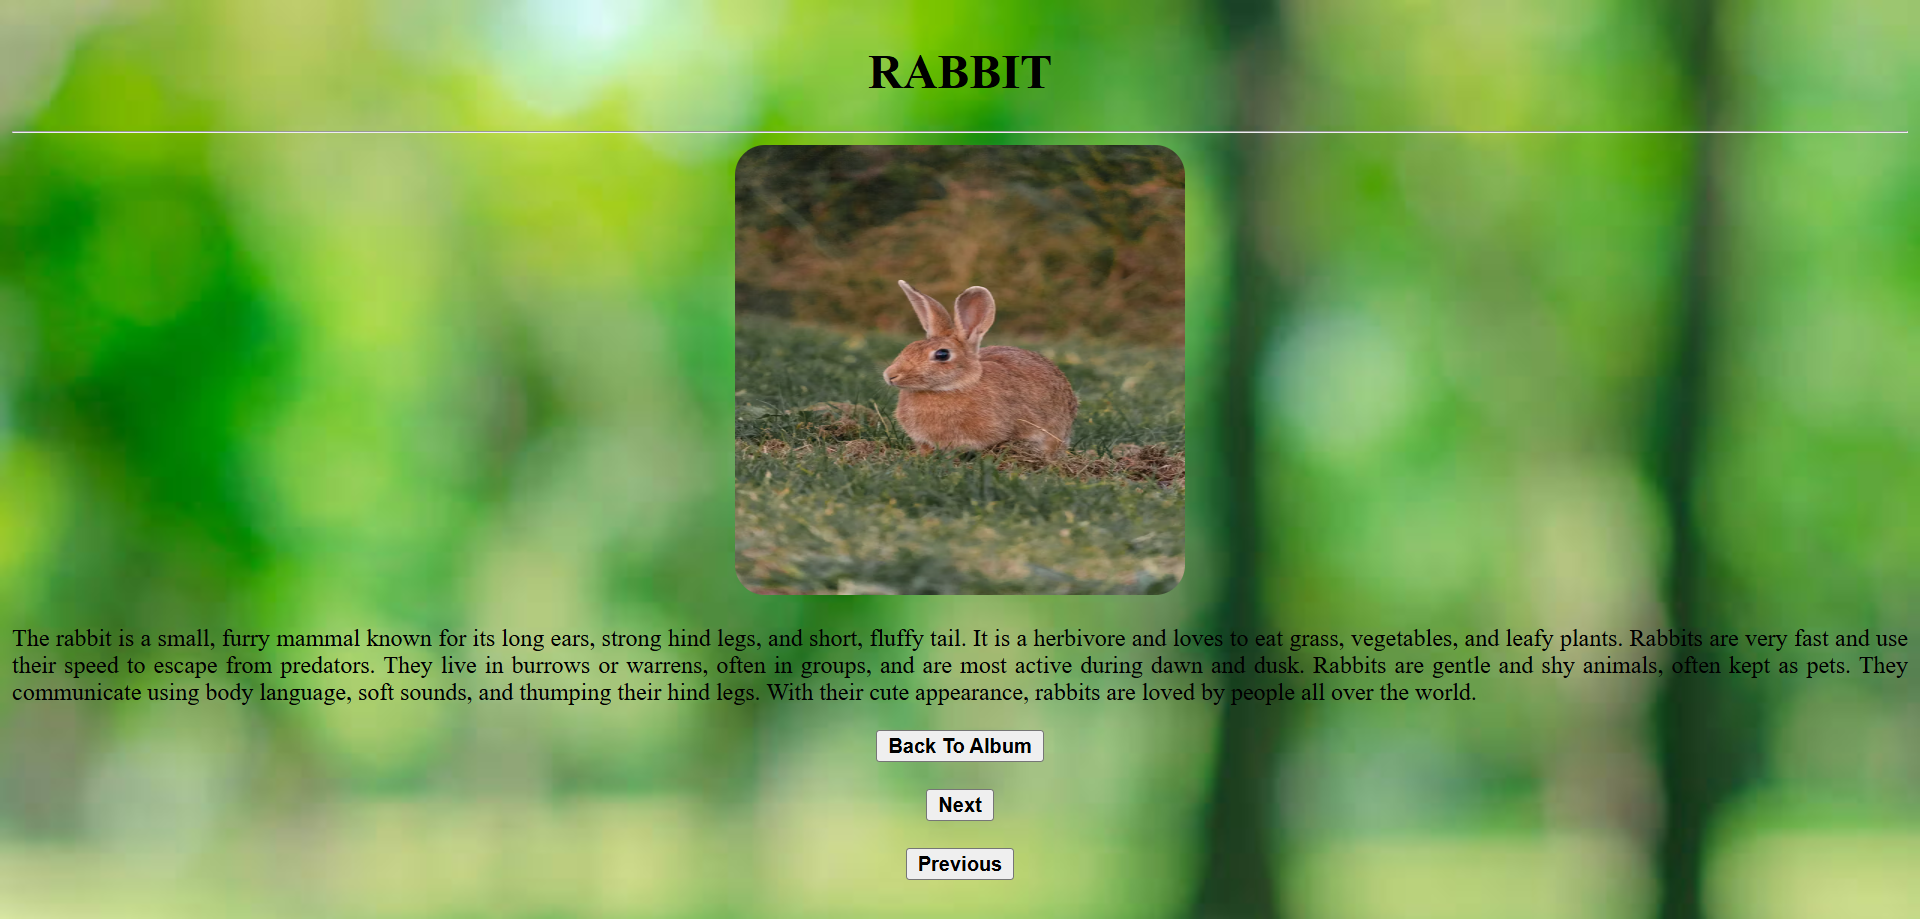 RABBIT
The rabbit is a small, furry mammal known for its long ears, strong hind legs, and short, fluffy tail. It is a herbivore and loves to eat grass, vegetables, and leafy plants. Rabbits are very fast and use
their speed to escape from predators. They live in burrows or warrens, often in groups, and are most active during dawn and dusk. Rabbits are gentle and shy animals, often kept as pets. They
communicate using body language, soft sounds, and thumping their hind legs. With their cute appearance, rabbits are loved by people all over the world.
Back To Album
Next
Previous